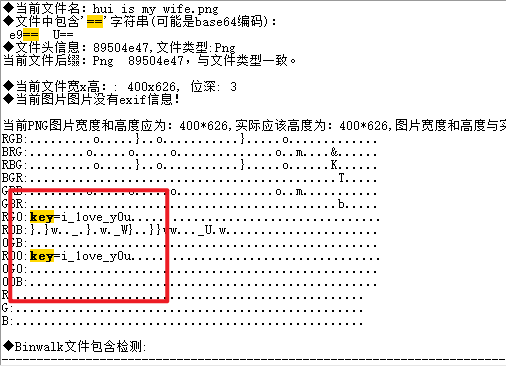 ◆当前文件名：hui is my wife.png
◆文件中包含'=='字符串(可能是base64编码)：
e9== U==
◆文件头信息：89504e47,文件类型:Png
当前文件后缀：Png 89504e47，与文件类型一致。
◆当前文件宽x高：: 400x626, 位深: 3
◆当前图片图片没有exif信息！
当前PNG图片宽度和高度应为：400*626,实际应该高度为：400*626,图片宽度和高度与实
RGB:.........o.....}..o............}.....o...............
BRG:.........o.....o.....o...............o..m....&......
RBG:.........o.....}..o............}.....o.......K......
BGR:..............................................T.....
GRB:.........o.....o.....o...............o..m............
GBR:..............................................b.....
RG0:key=i_1ove_y0u.......................................
R0B:}.}w.._.}.w._W}..}}vw..._U.w.........................
0GB:.....................................................
R00:key=i_1ove_y0u.......................................
0G0:.....................................................
00B:.....................................................
R:...................................................
G:...................................................
B:...................................................
◆Binwalk文件包含检测: